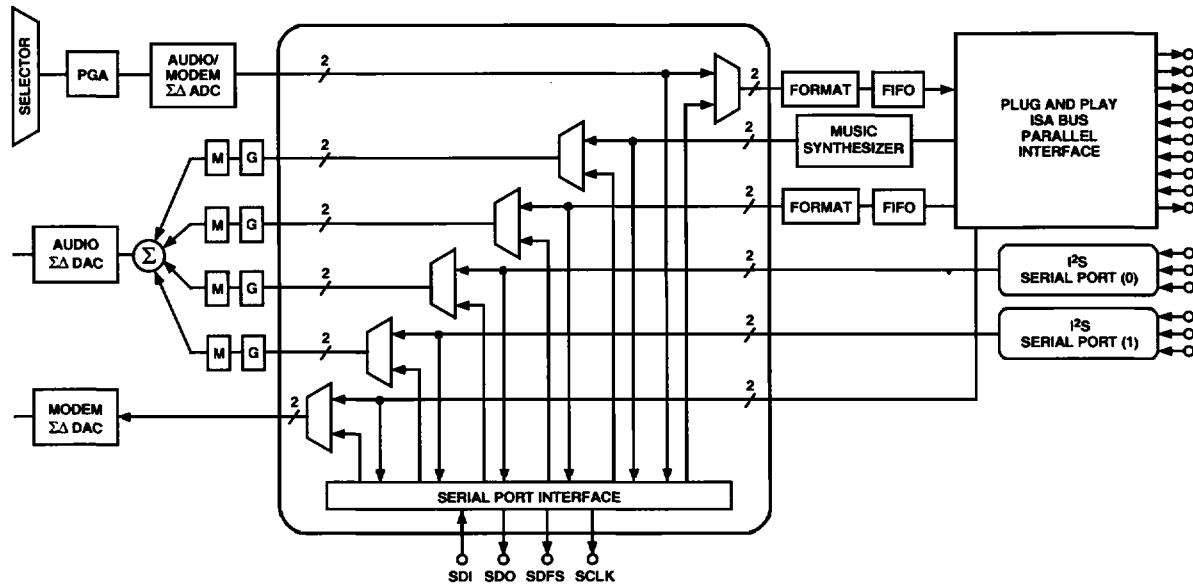 SELECTOR
PGA
AUDIO/
MODEM
ΣΔ ADC
2
2
FORMAT
FIFO
PLUG AND PLAY
ISA BUS
PARALLEL
INTERFACE
M
G
2
2
MUSIC
SYNTHESIZER
M
G
2
2
FORMAT
FIFO
AUDIO
ΣΔ DAC
Σ
M
G
2
2
I²S
SERIAL PORT (0)
M
G
2
2
I²S
SERIAL PORT (1)
MODEM
ΣΔ DAC
2
2
SERIAL PORT INTERFACE
SDI
SDO
SDFS
SCLK